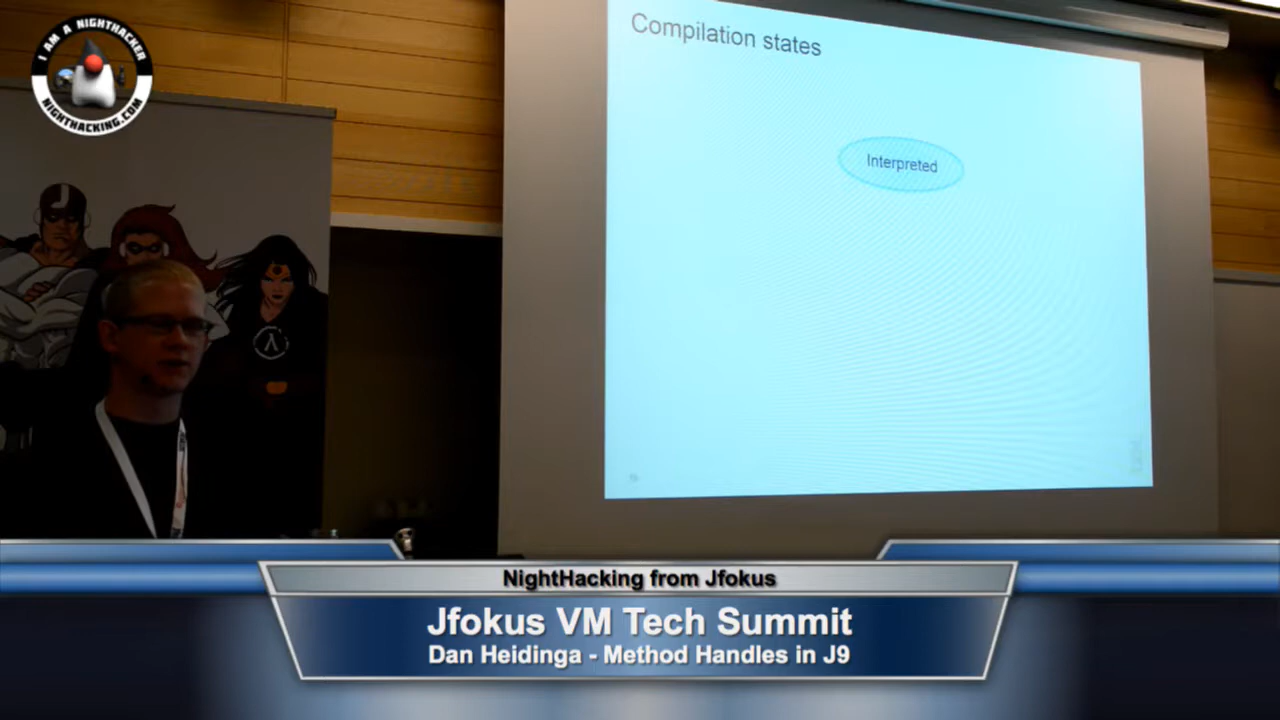 I AM A NIGHTHACKER
NIGHTHACKING.COM
Compilation states
Interpreted
NightHacking from Jfokus
Jfokus VM Tech Summit
Dan Heidinga - Method Handles in J9